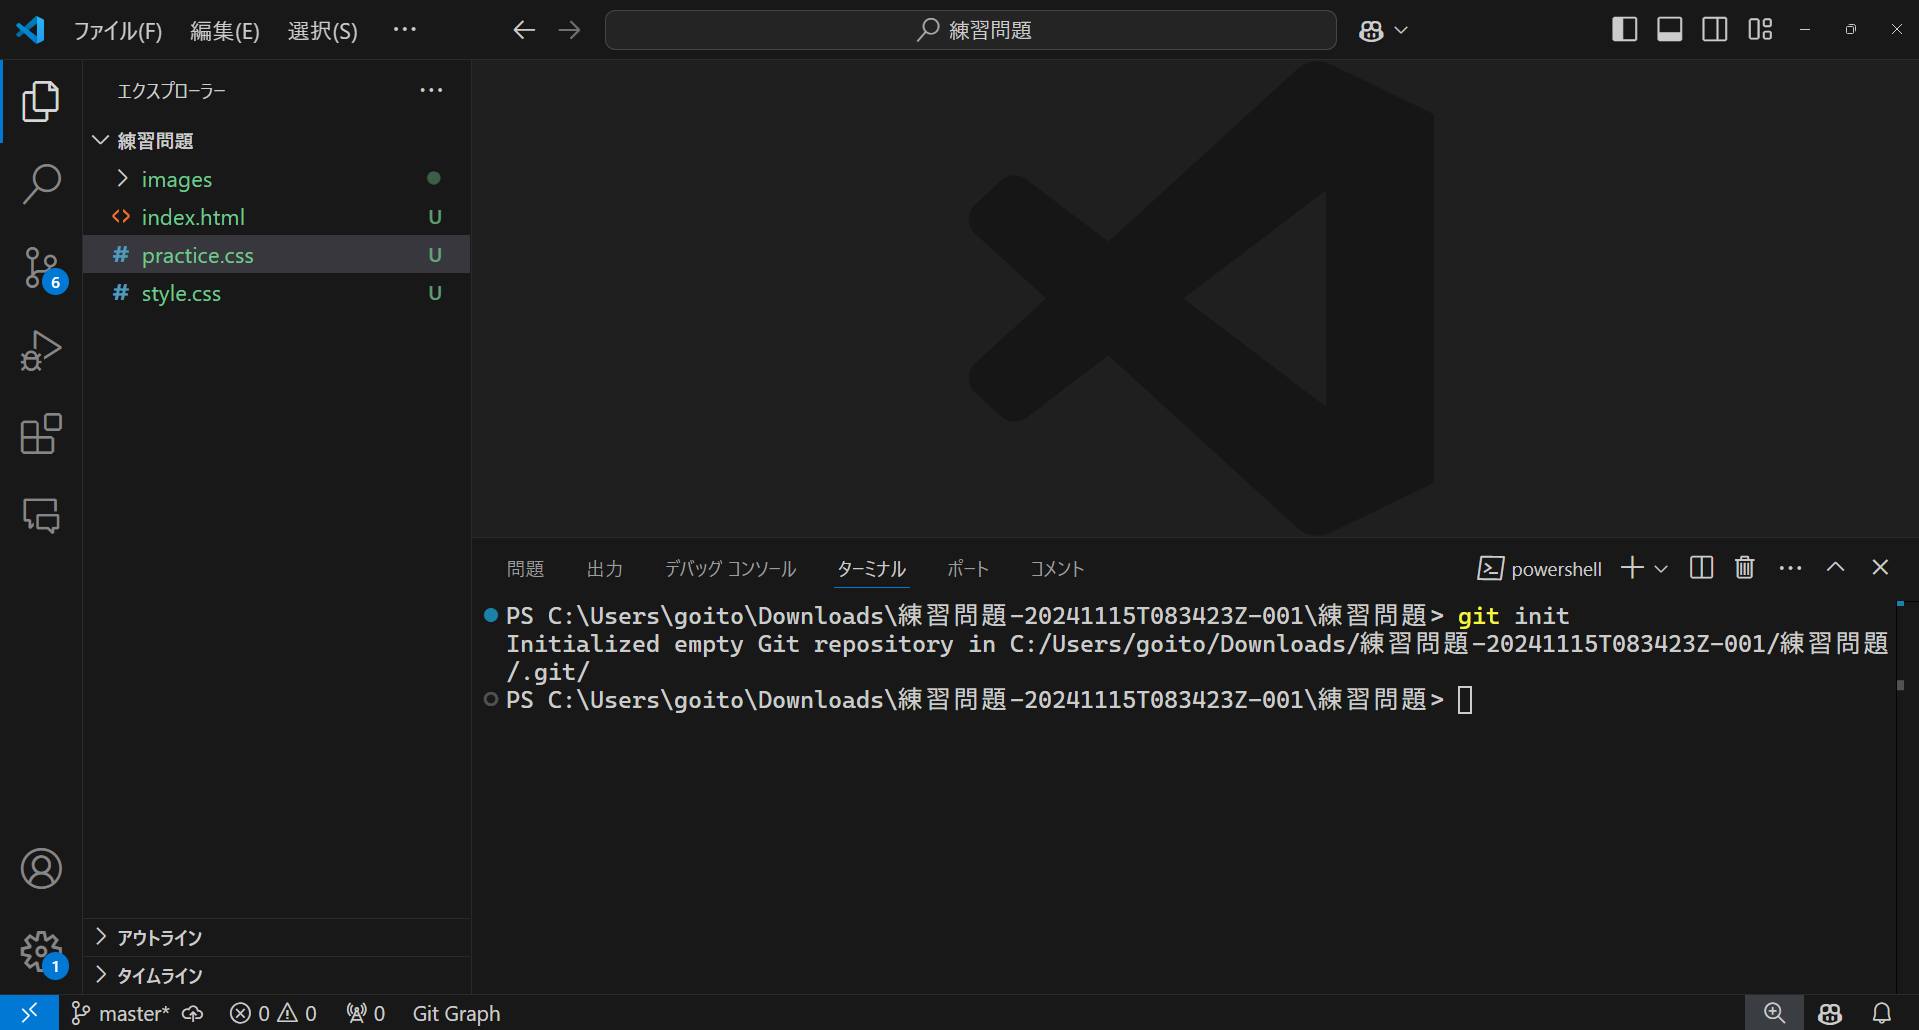 ファイル(F) 編集(E) 選択(S) ··· 練習問題
エクスプローラー ···
練習問題
images
index.html U
practice.css U
style.css U
6
問題 出力 デバッグ コンソール ターミナル ポート コメント powershell ···
PS C:\Users\goito\Downloads\練習問題-20241115T083423Z-001\練習問題> git init
Initialized empty Git repository in C:/Users/goito/Downloads/練習問題-20241115T083423Z-001/練習問題
/.git/
PS C:\Users\goito\Downloads\練習問題-20241115T083423Z-001\練習問題>
アウトライン
タイムライン
1
master* 0 0 0 Git Graph